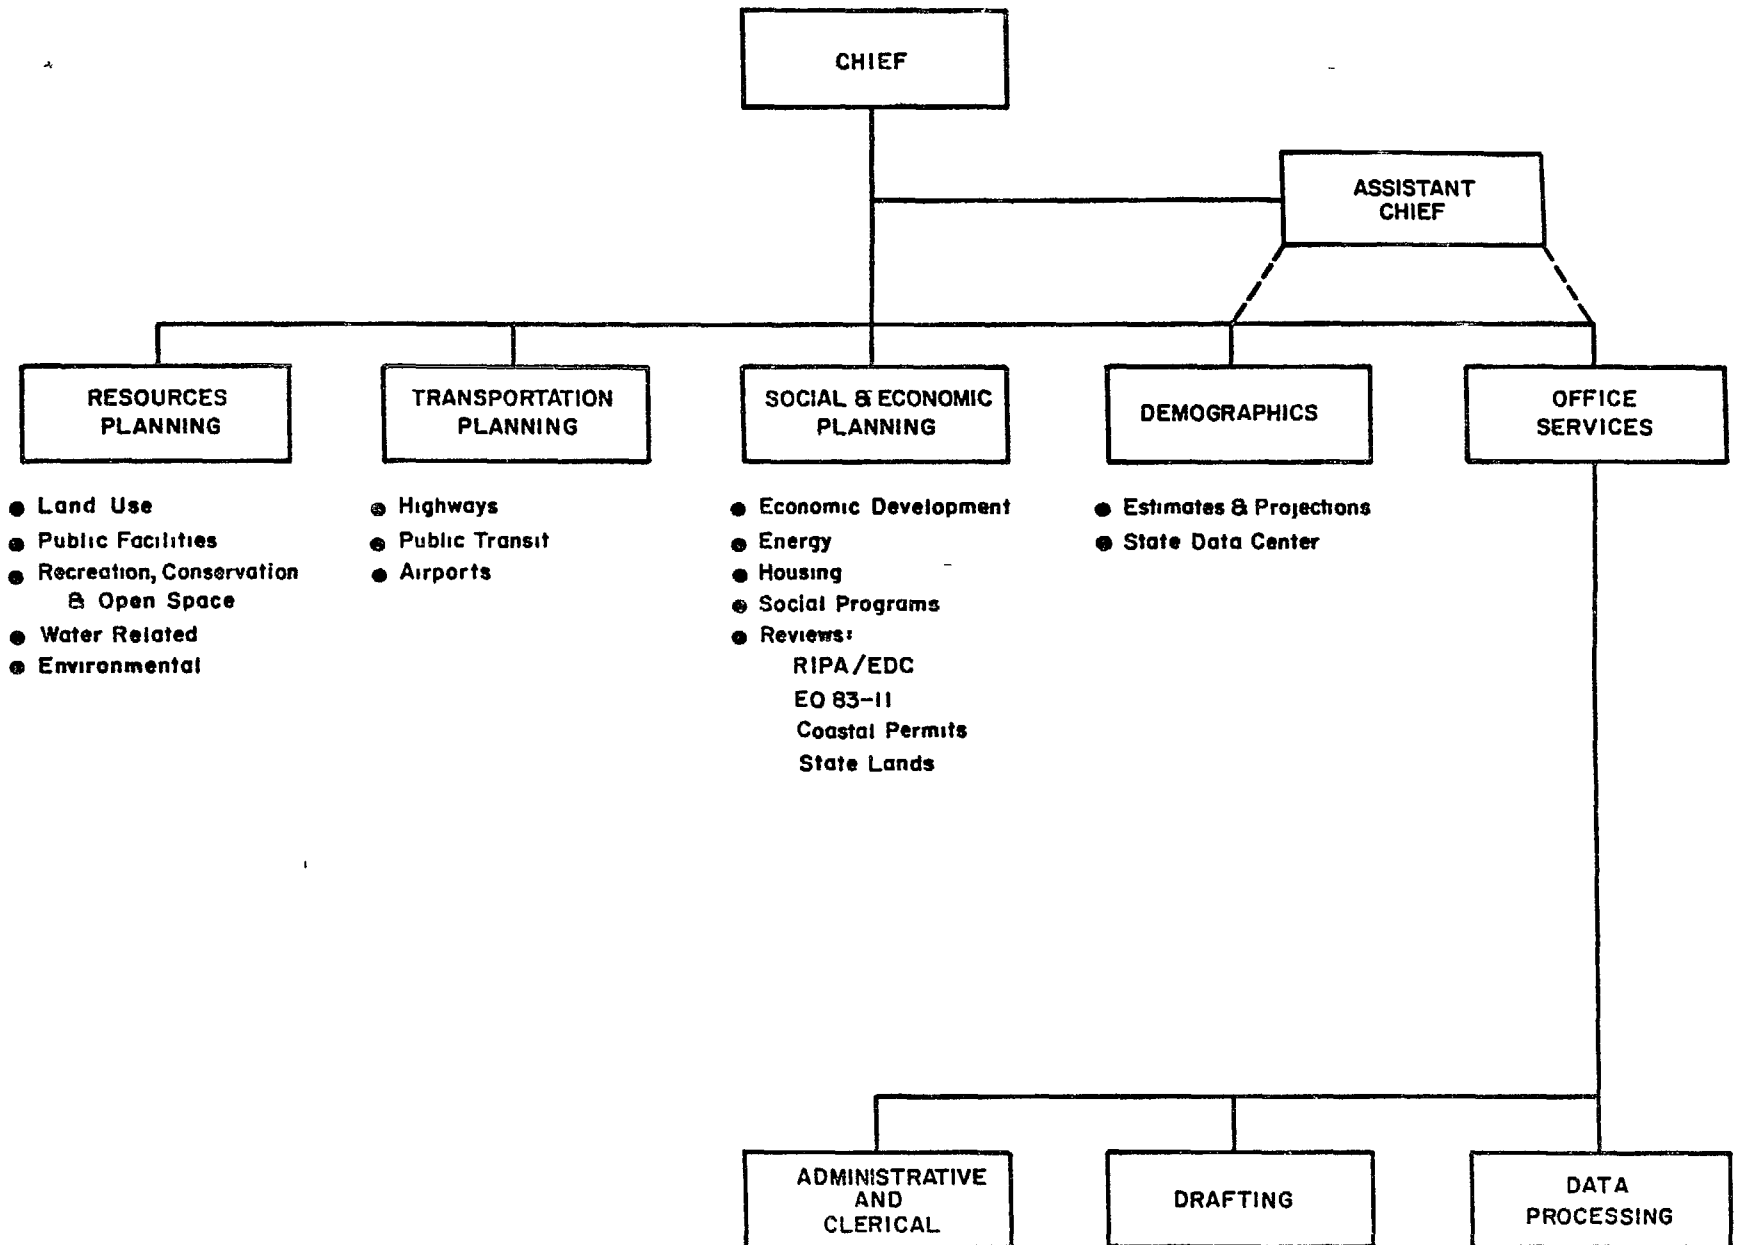 CHIEF
ASSISTANT
CHIEF
RESOURCES
PLANNING
● Land Use
● Public Facilities
● Recreation, Conservation
& Open Space
● Water Related
● Environmental
TRANSPORTATION
PLANNING
● Highways
● Public Transit
● Airports
SOCIAL & ECONOMIC
PLANNING
● Economic Development
● Energy
● Housing
● Social Programs
● Reviews:
RIPA/EDC
EO 83-11
Coastal Permits
State Lands
DEMOGRAPHICS
● Estimates & Projections
● State Data Center
OFFICE
SERVICES
ADMINISTRATIVE
AND
CLERICAL
DRAFTING
DATA
PROCESSING